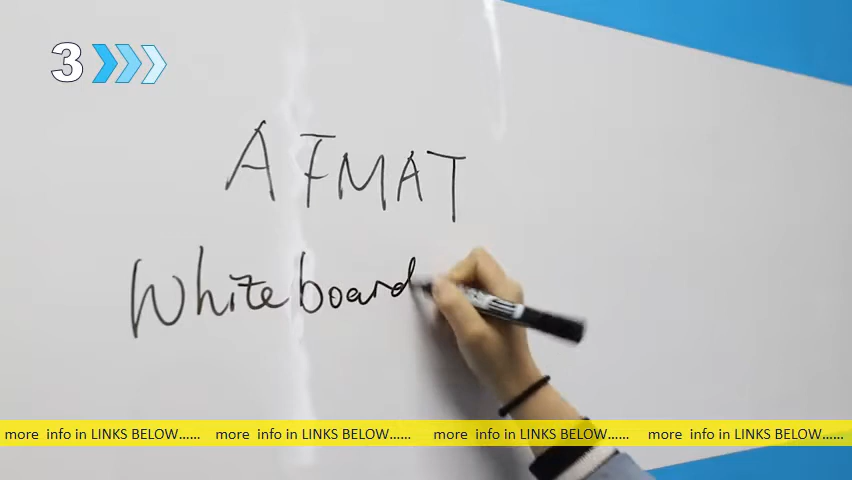 3
AFMAT
Whiteboard
more info in LINKS BELOW...... more info in LINKS BELOW...... more info in LINKS BELOW...... more info in LINKS BELOW......